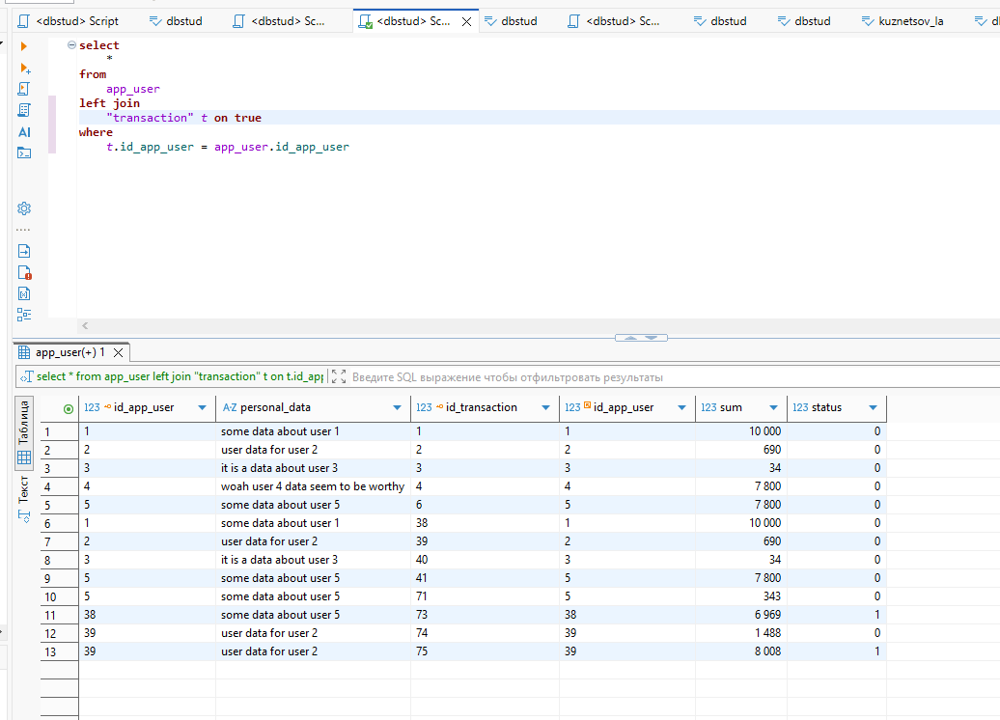 <dbstud> Script dbstud <dbstud> Sc... <dbstud> Sc... dbstud <dbstud> Sc... dbstud dbstud kuznetsov_la
select
*
from
app_user
left join
"transaction" t on true
where
t.id_app_user = app_user.id_app_user
AI
app_user(+) 1
select * from app_user left join "transaction" t on t.id_app Введите SQL выражение чтобы отфильтровать результаты
Таблица
Текст
123 id_app_user A-Z personal_data 123 id_transaction 123 id_app_user 123 sum 123 status
1 1 some data about user 1 1 1 10 000 0
2 2 user data for user 2 2 2 690 0
3 3 it is a data about user 3 3 3 34 0
4 4 woah user 4 data seem to be worthy 4 4 7 800 0
5 5 some data about user 5 6 5 7 800 0
6 1 some data about user 1 38 1 10 000 0
7 2 user data for user 2 39 2 690 0
8 3 it is a data about user 3 40 3 34 0
9 5 some data about user 5 41 5 7 800 0
10 5 some data about user 5 71 5 343 0
11 38 some data about user 5 73 38 6 969 1
12 39 user data for user 2 74 39 1 488 0
13 39 user data for user 2 75 39 8 008 1